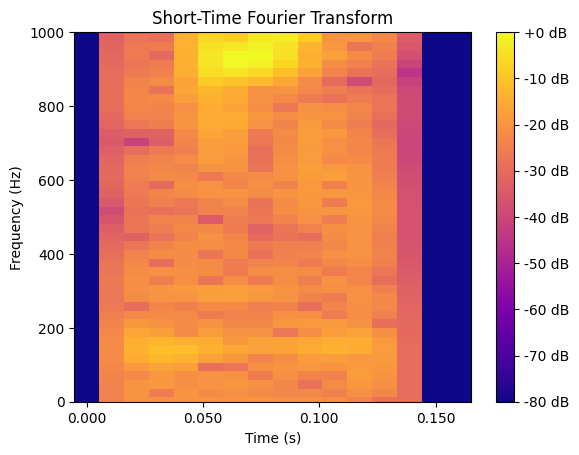 Short-Time Fourier Transform
Frequency (Hz)
1000
800
600
400
200
0
0.000
0.050
0.100
0.150
Time (s)
+0 dB
-10 dB
-20 dB
-30 dB
-40 dB
-50 dB
-60 dB
-70 dB
-80 dB